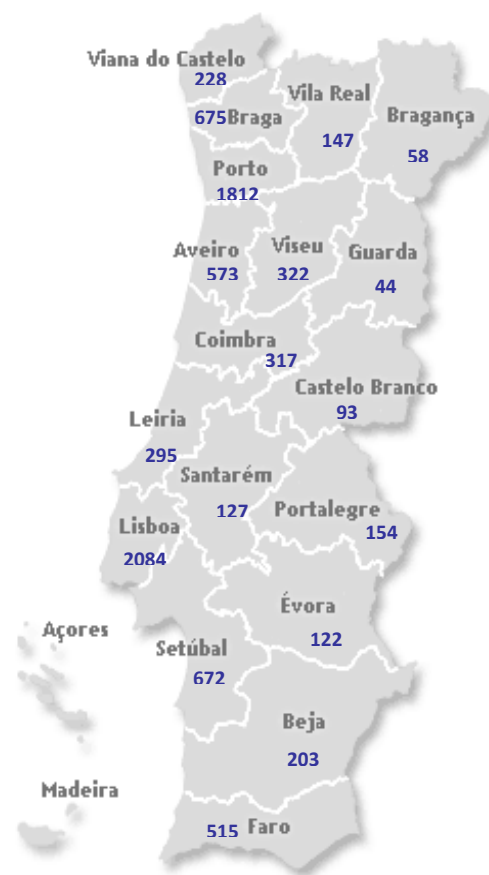 Viana do Castelo
228
Vila Real
147
Bragança
58
675 Braga
Porto
1812
Aveiro
573
Viseu
322
Guarda
44
Coimbra
317
Castelo Branco
93
Leiria
295
Santarém
127
Portalegre
154
Lisboa
2084
Évora
122
Açores
Setúbal
672
Beja
203
Madeira
515 Faro